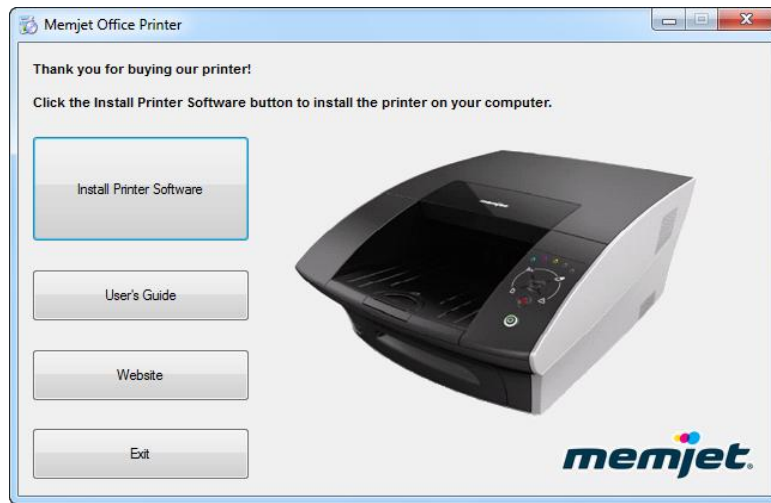 Memjet Office Printer
Thank you for buying our printer!
Click the Install Printer Software button to install the printer on your computer.
Install Printer Software
memjet
User's Guide
Website
Exit
memjet.